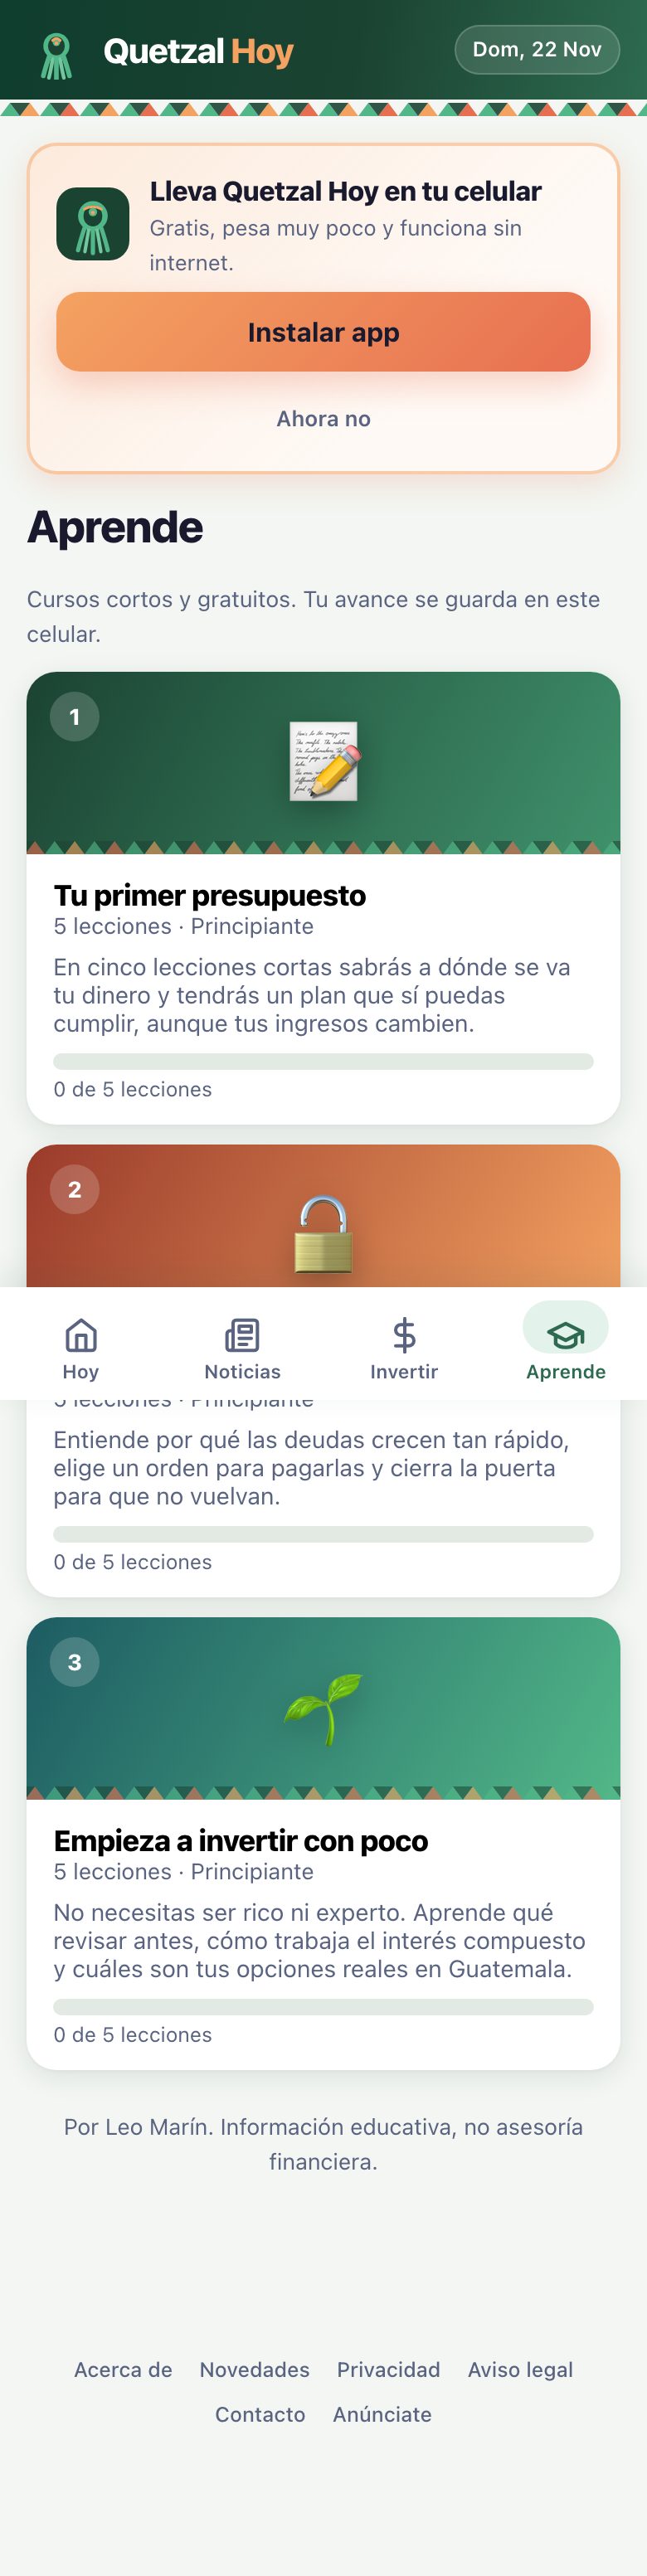 Quetzal Hoy
Dom, 22 Nov
Lleva Quetzal Hoy en tu celular
Gratis, pesa muy poco y funciona sin
internet.
Instalar app
Ahora no
Aprende
Cursos cortos y gratuitos. Tu avance se guarda en este
celular.
1
Tu primer presupuesto
5 lecciones · Principiante
En cinco lecciones cortas sabrás a dónde se va
tu dinero y tendrás un plan que sí puedas
cumplir, aunque tus ingresos cambien.
0 de 5 lecciones
2
Hoy
Noticias
Invertir
Aprende
5 lecciones · Principiante
Entiende por qué las deudas crecen tan rápido,
elige un orden para pagarlas y cierra la puerta
para que no vuelvan.
0 de 5 lecciones
3
Empieza a invertir con poco
5 lecciones · Principiante
No necesitas ser rico ni experto. Aprende qué
revisar antes, cómo trabaja el interés compuesto
y cuáles son tus opciones reales en Guatemala.
0 de 5 lecciones
Por Leo Marín. Información educativa, no asesoría
financiera.
Acerca de
Novedades
Privacidad
Aviso legal
Contacto
Anúnciate